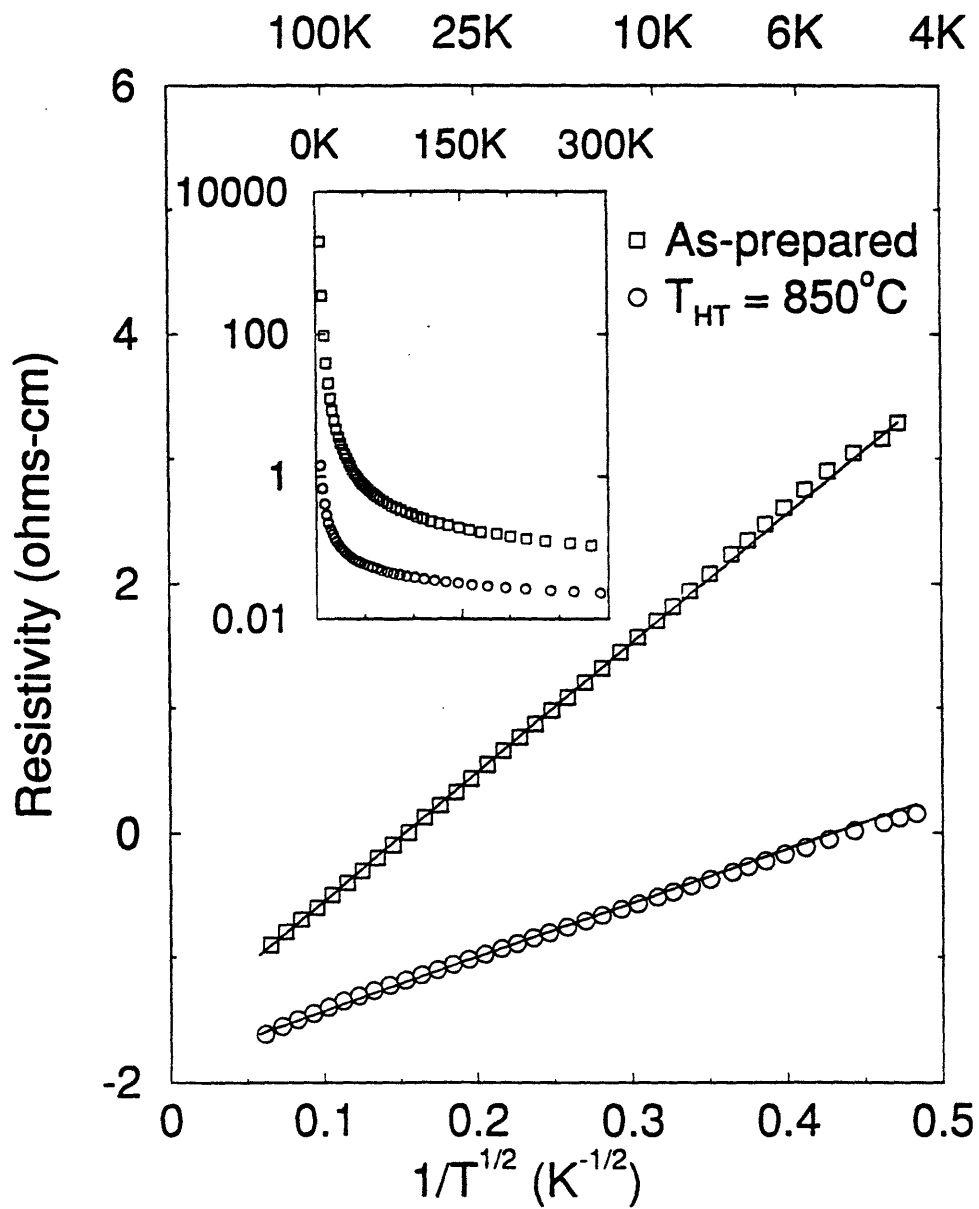 100K 25K 10K 6K 4K
6
0K 150K 300K
10000
As-prepared
T_HT = 850°C
100
4
1
2
0.01
0
-2
0 0.1 0.2 0.3 0.4 0.5
1/T^1/2 (K^-1/2)
Resistivity (ohms-cm)